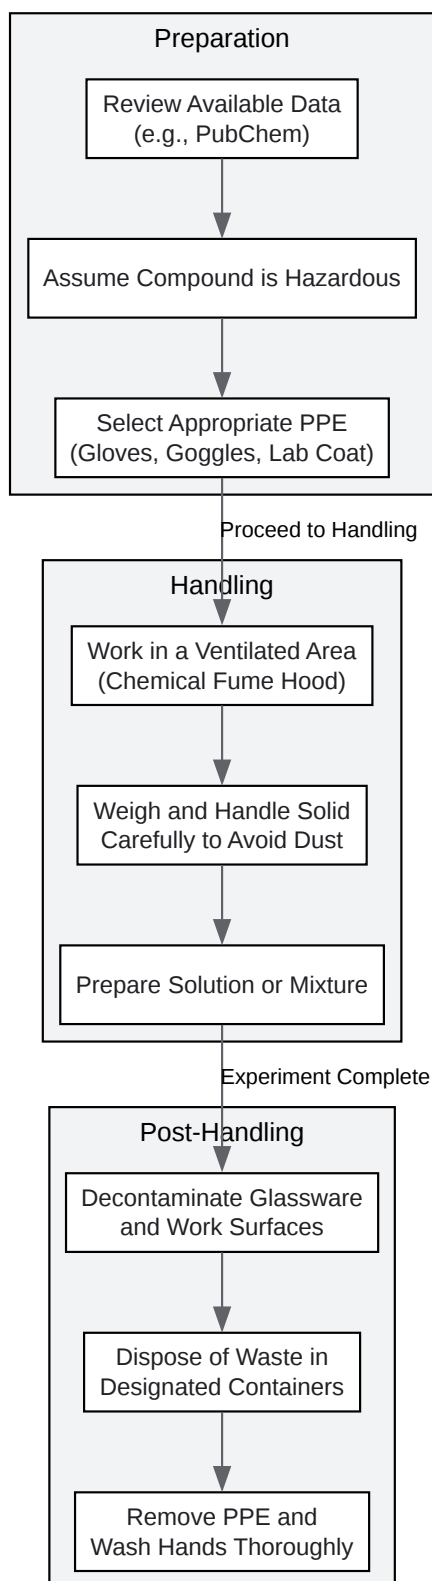 Preparation
Review Available Data
(e.g., PubChem)
Assume Compound is Hazardous
Select Appropriate PPE
(Gloves, Goggles, Lab Coat)
Proceed to Handling
Handling
Work in a Ventilated Area
(Chemical Fume Hood)
Weigh and Handle Solid
Carefully to Avoid Dust
Prepare Solution or Mixture
Experiment Complete
Post-Handling
Decontaminate Glassware
and Work Surfaces
Dispose of Waste in
Designated Containers
Remove PPE and
Wash Hands Thoroughly